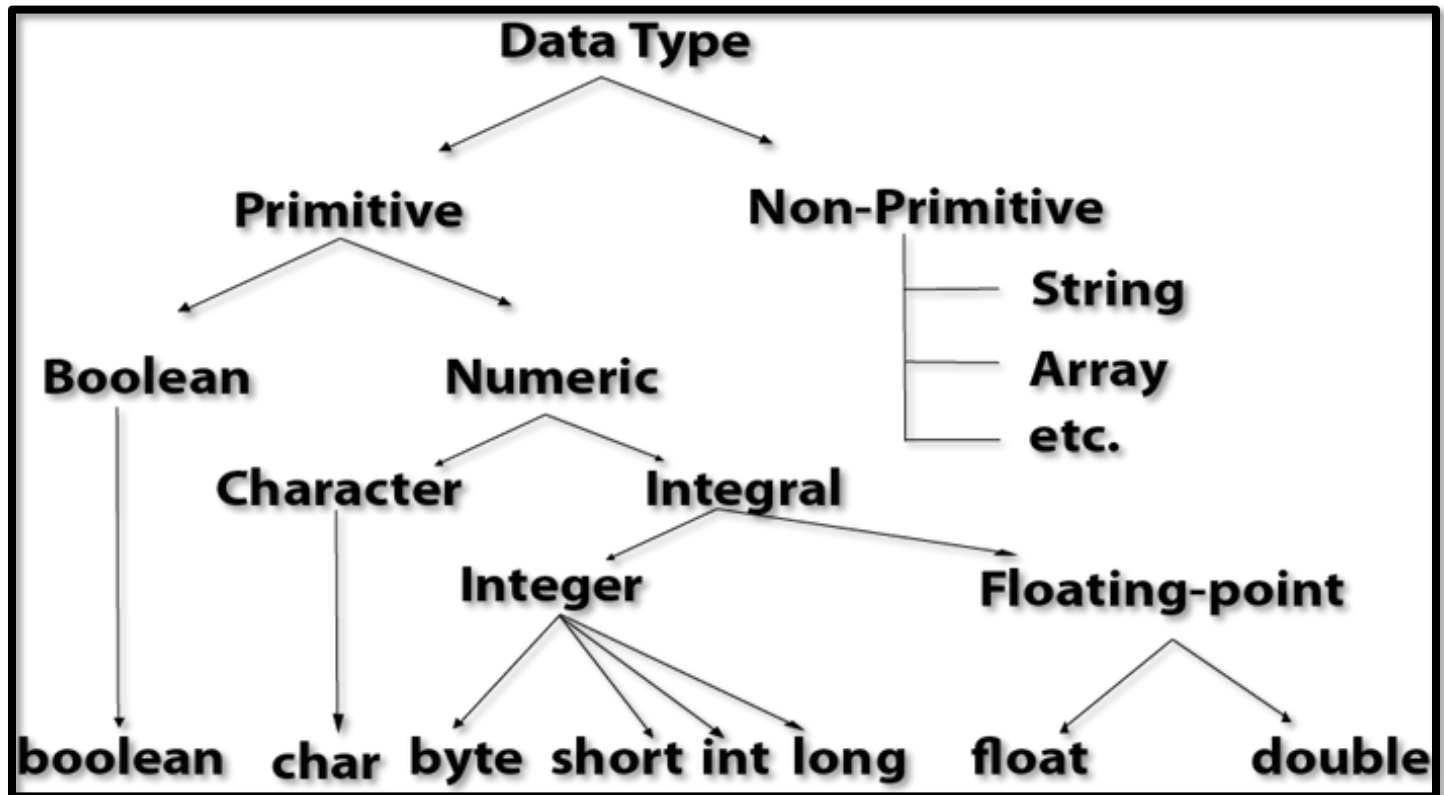 Data Type
Primitive
Non-Primitive
String
Array
etc.
Boolean
Numeric
Character
Integral
Integer
Floating-point
boolean
char
byte
short
int
long
float
double